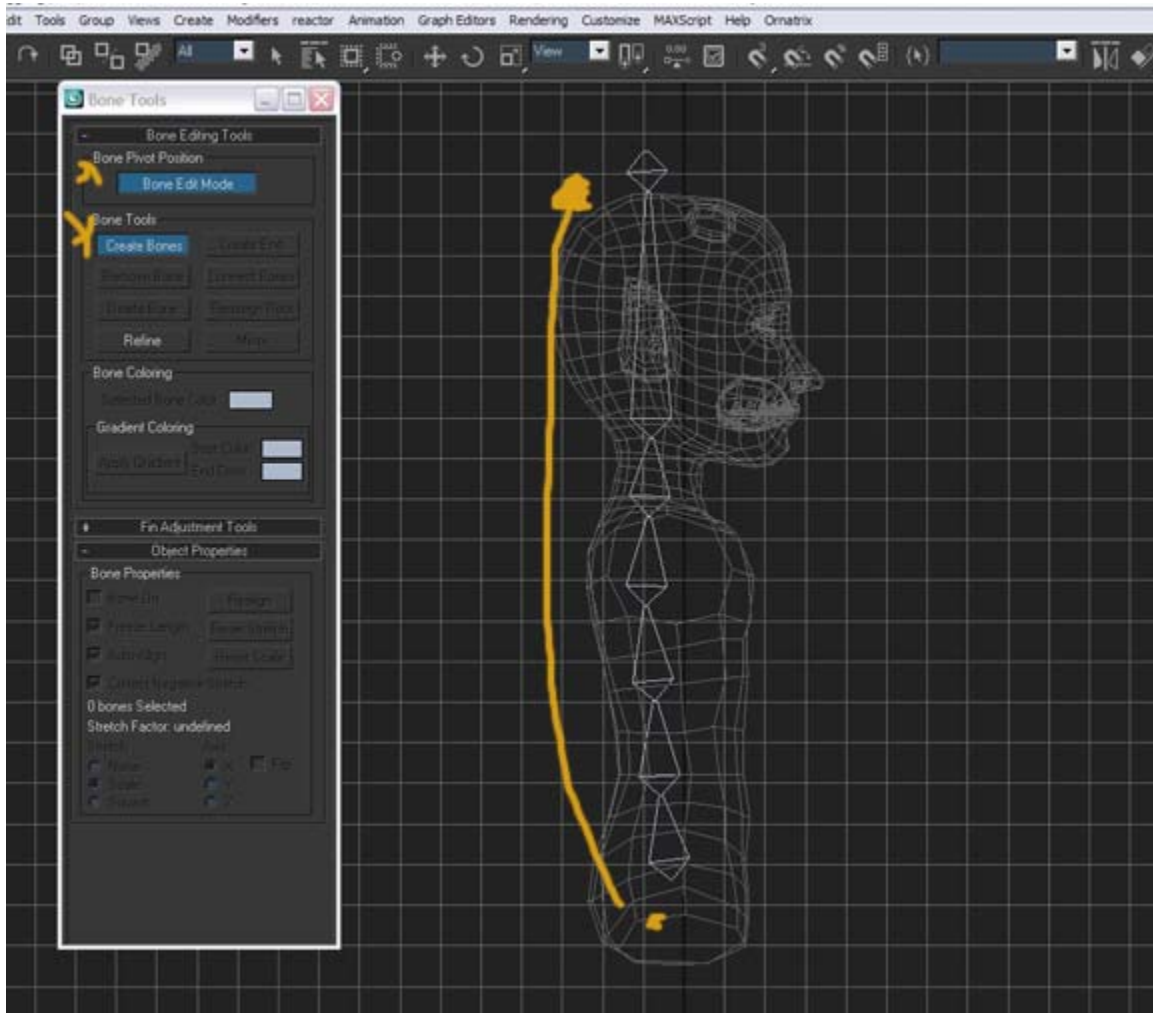 dit Tools Group Views Create Modifiers reactor Animation Graph Editors Rendering Customize MAXScript Help Ornatrix
All
View
0.00
Bone Tools
- Bone Editing Tools
Bone Pivot Position
Bone Edit Mode
Bone Tools
Create Bones Create End
Remove Bone Connect Bones
Delete Bone Reassign Root
Refine Mirror
Bone Coloring
Selected Bone Color:
Gradient Coloring
Start Color:
Apply Gradient End Color:
+ Fin Adjustment Tools
- Object Properties
Bone Properties
Bone On Realign
Freeze Length Reset Stretch
Auto-Align Reset Scale
Correct Negative Stretch
0 bones Selected
Stretch Factor: undefined
Stretch Axis
None X Flip
Scale Y
Squash Z